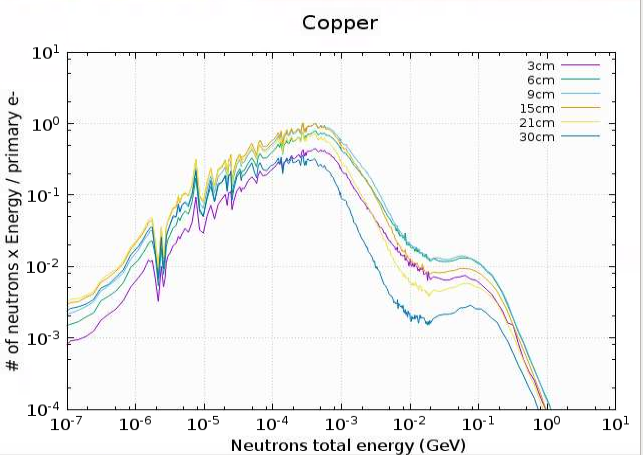 Copper
# of neutrons x Energy / primary e-
10^1
10^0
10^-1
10^-2
10^-3
10^-4
3cm
6cm
9cm
15cm
21cm
30cm
10^-7 10^-6 10^-5 10^-4 10^-3 10^-2 10^-1 10^0 10^1
Neutrons total energy (GeV)